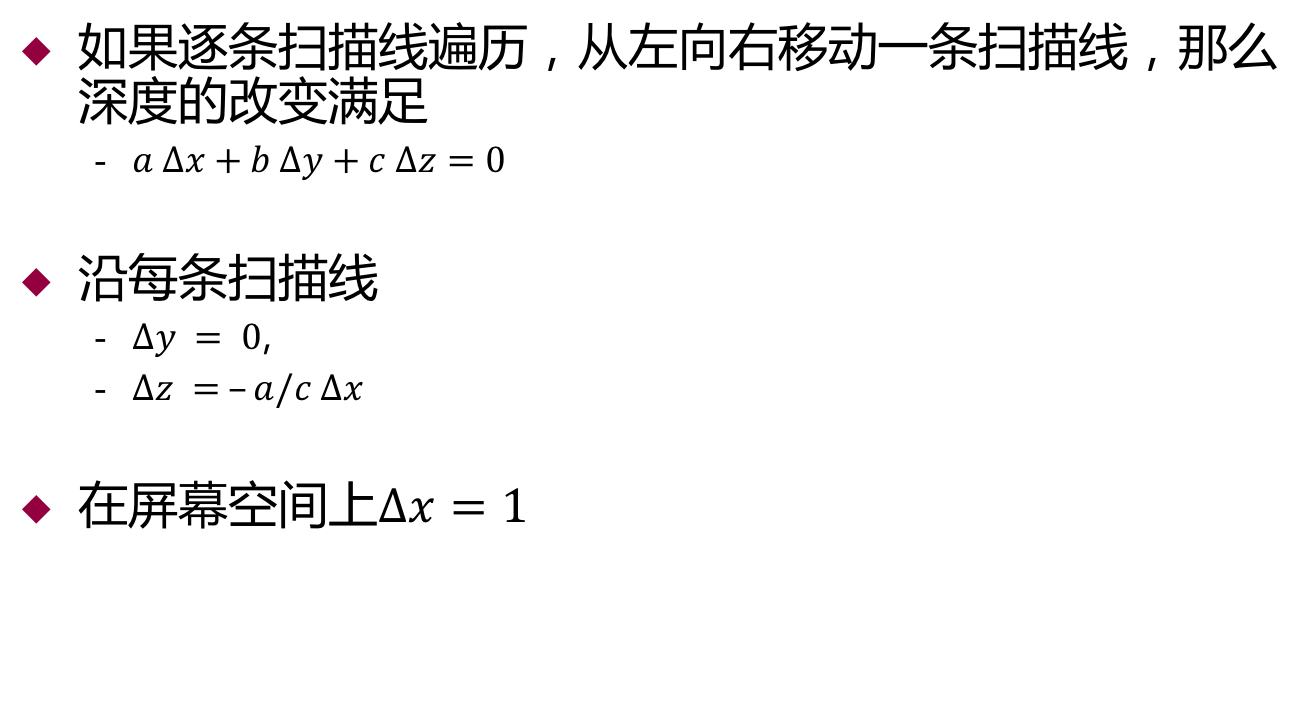 ◆ 如果逐条扫描线遍历，从左向右移动一条扫描线，那么
深度的改变满足
- a Δx + b Δy + c Δz = 0
◆ 沿每条扫描线
- Δy = 0,
- Δz = – a/c Δx
◆ 在屏幕空间上Δx = 1